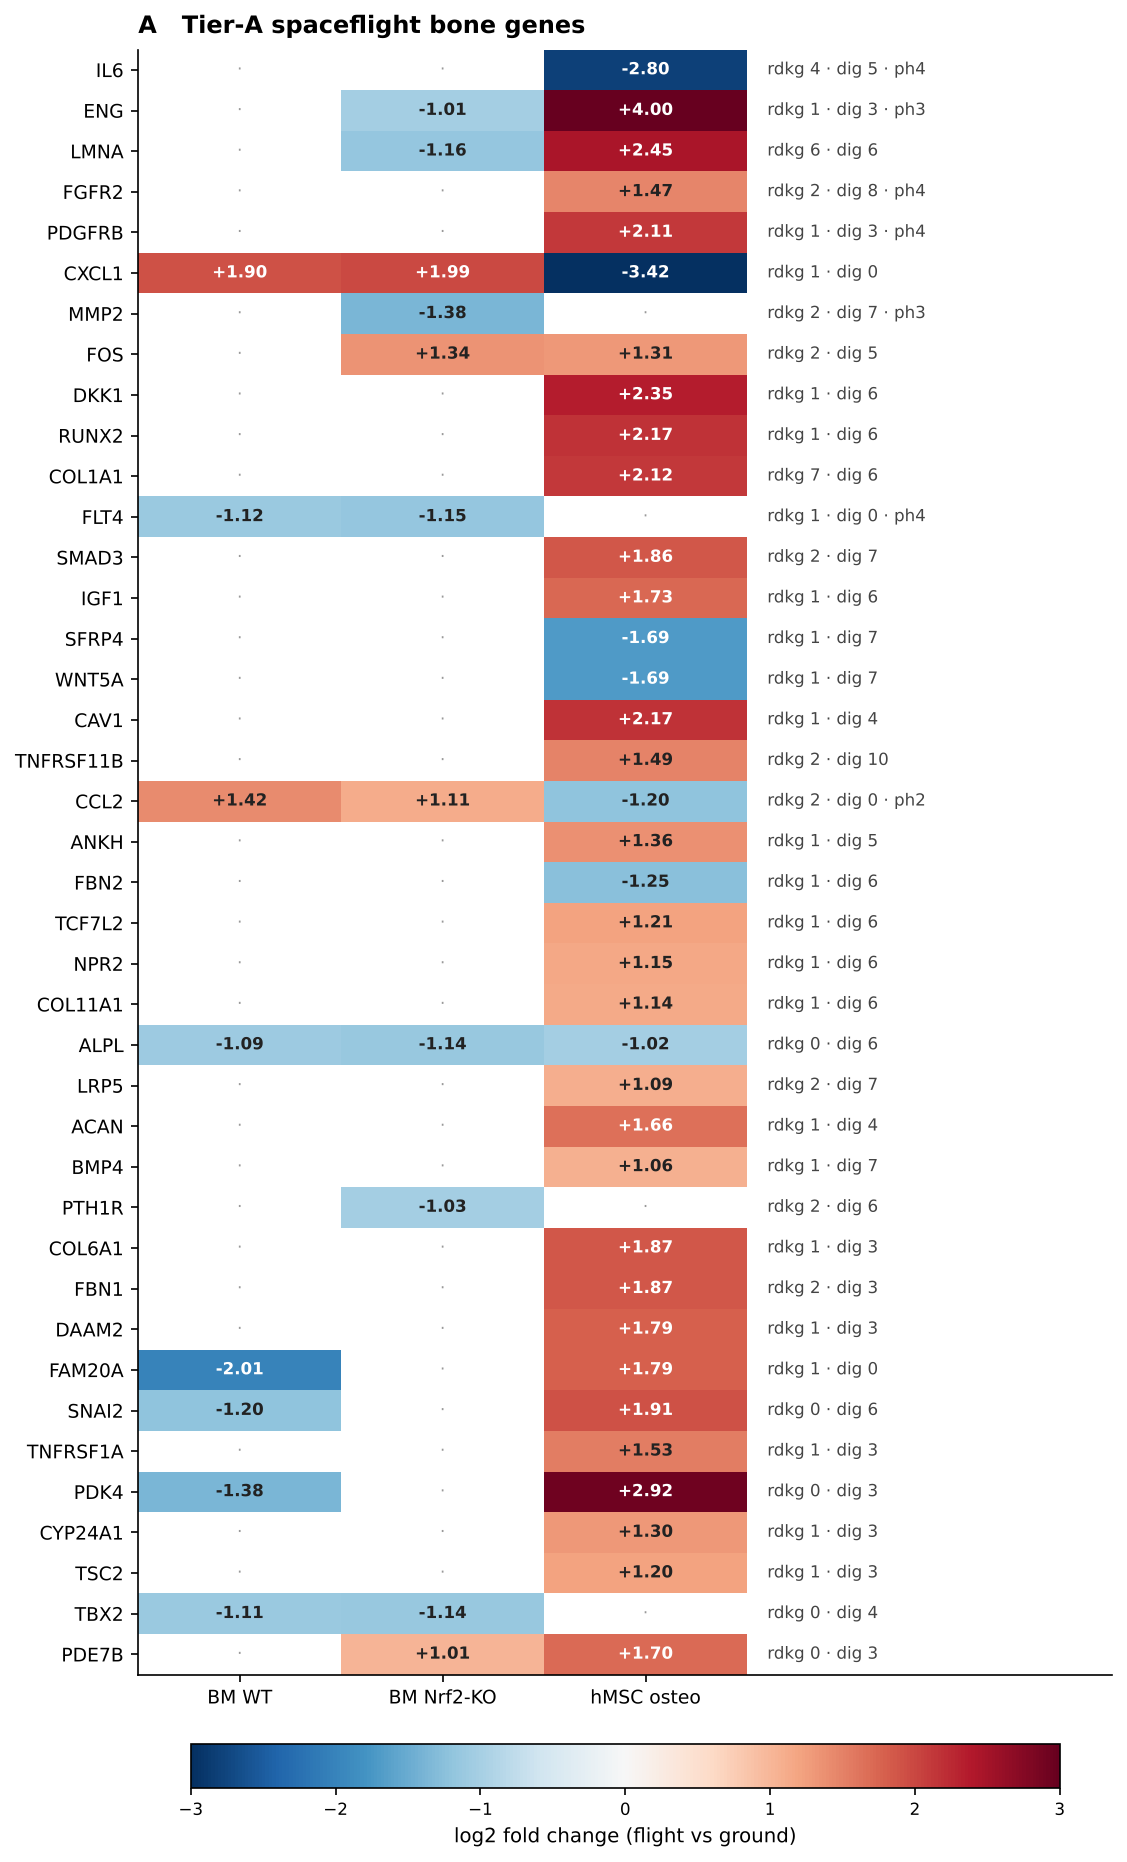 A Tier-A spaceflight bone genes
IL6 · · -2.80 rdkg 4 · dig 5 · ph4
ENG · -1.01 +4.00 rdkg 1 · dig 3 · ph3
LMNA · -1.16 +2.45 rdkg 6 · dig 6
FGFR2 · · +1.47 rdkg 2 · dig 8 · ph4
PDGFRB · · +2.11 rdkg 1 · dig 3 · ph4
CXCL1 +1.90 +1.99 -3.42 rdkg 1 · dig 0
MMP2 · -1.38 · rdkg 2 · dig 7 · ph3
FOS · +1.34 +1.31 rdkg 2 · dig 5
DKK1 · · +2.35 rdkg 1 · dig 6
RUNX2 · · +2.17 rdkg 1 · dig 6
COL1A1 · · +2.12 rdkg 7 · dig 6
FLT4 -1.12 -1.15 · rdkg 1 · dig 0 · ph4
SMAD3 · · +1.86 rdkg 2 · dig 7
IGF1 · · +1.73 rdkg 1 · dig 6
SFRP4 · · -1.69 rdkg 1 · dig 7
WNT5A · · -1.69 rdkg 1 · dig 7
CAV1 · · +2.17 rdkg 1 · dig 4
TNFRSF11B · · +1.49 rdkg 2 · dig 10
CCL2 +1.42 +1.11 -1.20 rdkg 2 · dig 0 · ph2
ANKH · · +1.36 rdkg 1 · dig 5
FBN2 · · -1.25 rdkg 1 · dig 6
TCF7L2 · · +1.21 rdkg 1 · dig 6
NPR2 · · +1.15 rdkg 1 · dig 6
COL11A1 · · +1.14 rdkg 1 · dig 6
ALPL -1.09 -1.14 -1.02 rdkg 0 · dig 6
LRP5 · · +1.09 rdkg 2 · dig 7
ACAN · · +1.66 rdkg 1 · dig 4
BMP4 · · +1.06 rdkg 1 · dig 7
PTH1R · -1.03 · rdkg 2 · dig 6
COL6A1 · · +1.87 rdkg 1 · dig 3
FBN1 · · +1.87 rdkg 2 · dig 3
DAAM2 · · +1.79 rdkg 1 · dig 3
FAM20A -2.01 · +1.79 rdkg 1 · dig 0
SNAI2 -1.20 · +1.91 rdkg 0 · dig 6
TNFRSF1A · · +1.53 rdkg 1 · dig 3
PDK4 -1.38 · +2.92 rdkg 0 · dig 3
CYP24A1 · · +1.30 rdkg 1 · dig 3
TSC2 · · +1.20 rdkg 1 · dig 3
TBX2 -1.11 -1.14 · rdkg 0 · dig 4
PDE7B · +1.01 +1.70 rdkg 0 · dig 3
BM WT BM Nrf2-KO hMSC osteo
−3 −2 −1 0 1 2 3
log2 fold change (flight vs ground)